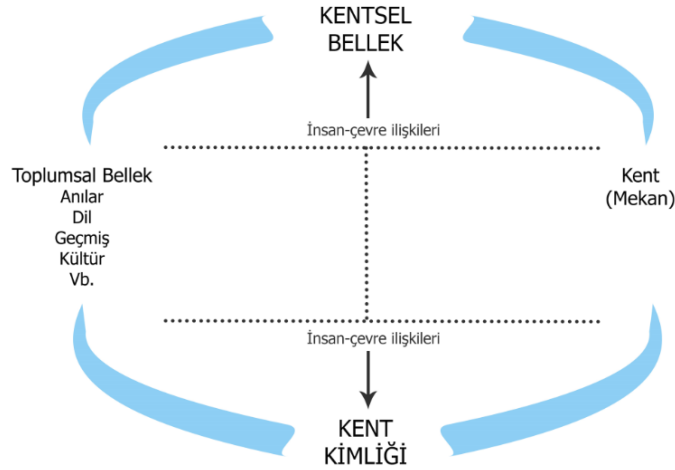 KENTSEL
BELLEK
İnsan-çevre ilişkileri
Toplumsal Bellek
Anılar
Dil
Geçmiş
Kültür
Vb.
Kent
(Mekan)
İnsan-çevre ilişkileri
KENT
KİMLİĞİ